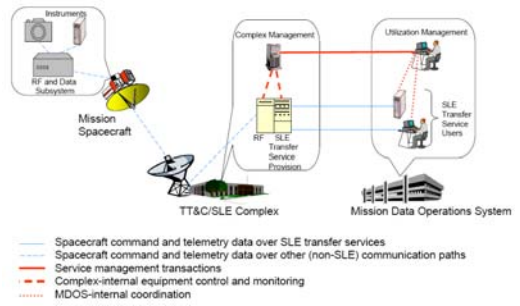 Instruments
RF and Data
Subsystem
Mission
Spacecraft
Complex Management
RF
SLE
Transfer
Service
Provision
TT&C/SLE Complex
Utilization Management
SLE
Transfer
Service
Users
Mission Data Operations System
Spacecraft command and telemetry data over SLE transfer services
Spacecraft command and telemetry data over other (non-SLE) communication paths
Service management transactions
Complex-internal equipment control and monitoring
MDOS-internal coordination